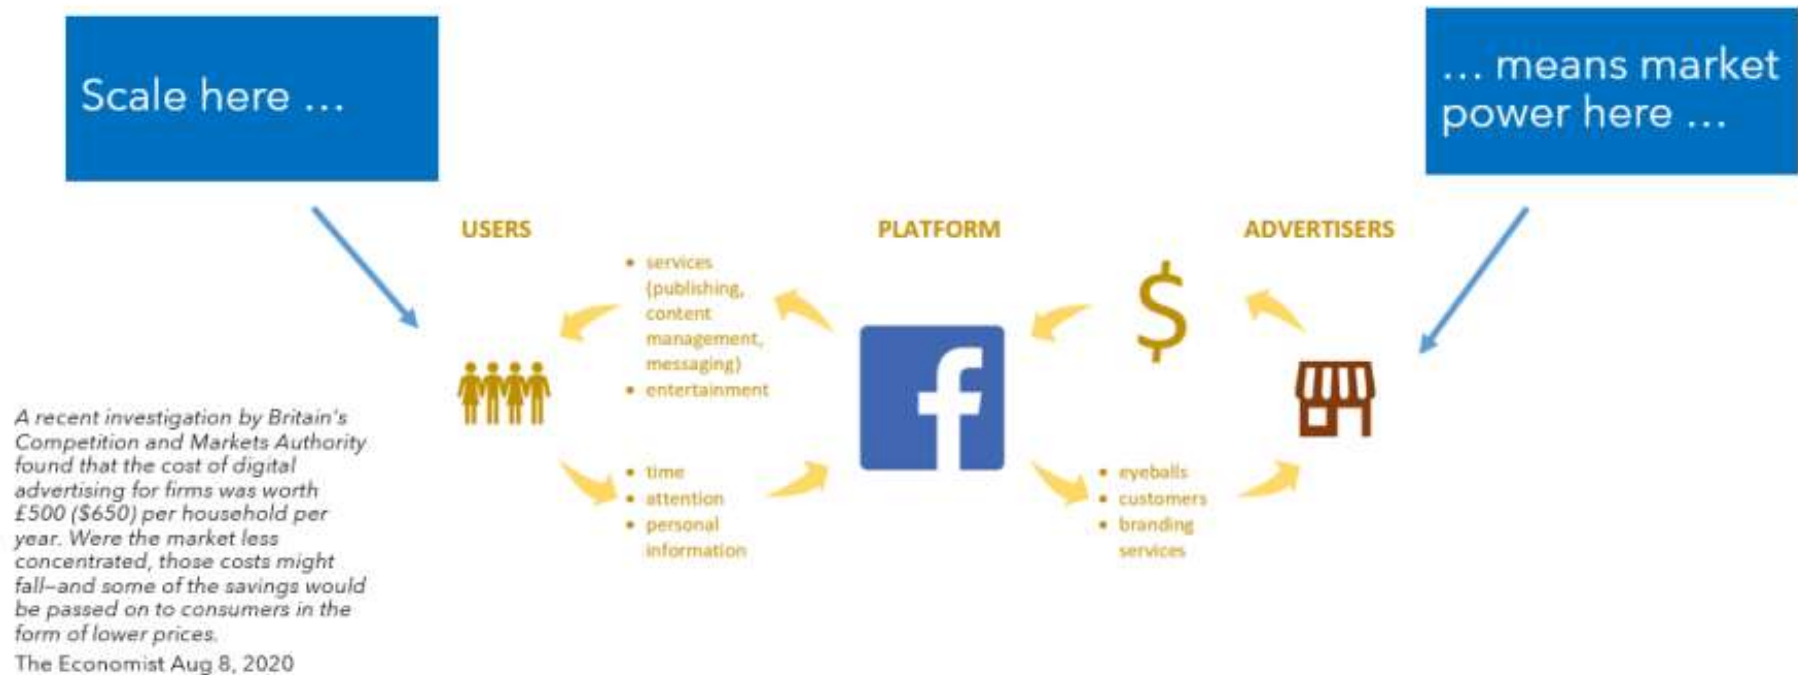 Scale here ...
... means market
power here ...
USERS
PLATFORM
ADVERTISERS
• services
(publishing,
content
management,
messaging)
• entertainment
$
f
• time
• attention
• personal
information
• eyeballs
• customers
• branding
services
A recent investigation by Britain's
Competition and Markets Authority
found that the cost of digital
advertising for firms was worth
£500 ($650) per household per
year. Were the market less
concentrated, those costs might
fall—and some of the savings would
be passed on to consumers in the
form of lower prices.
The Economist Aug 8, 2020